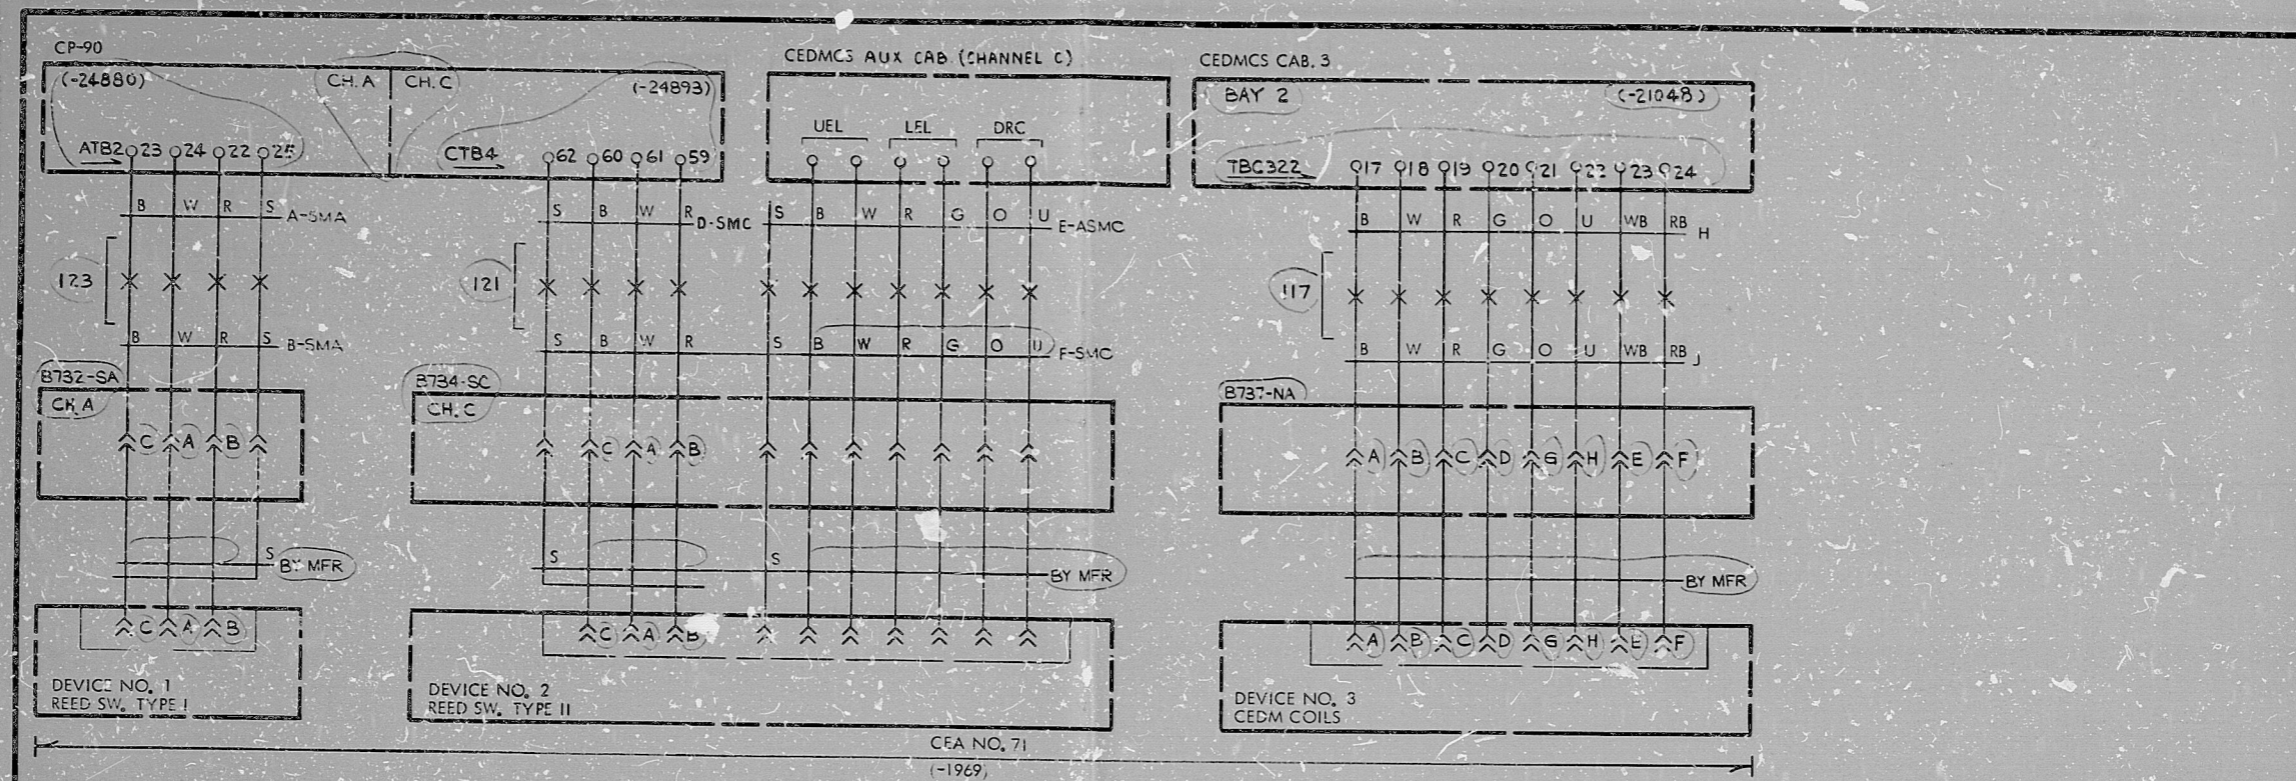 CP-90
(-24880)
CH.A
CH.C
(-24893)
ATB2 23 24 22 25
CTB4 62 60 61 59
B W R S A-SMA
S B W R D-SMC
123
121
B W R S B-SMA
S B W R
B732-SA
CH.A
C A B
B734-SC
CH.C
C A B
S BY MFR
S
C A B
DEVICE NO. 1
REED SW. TYPE I
C A B
DEVICE NO. 2
REED SW. TYPE II
CEDMCS AUX CAB (CHANNEL C)
UEL LEL DRC
S B W R G O U E-ASMC
S B W R G O U F-SMC
S BY MFR
CEDMCS CAB. 3
BAY 2
(-21048)
TBC322 17 18 19 20 21 22 23 24
B W R G O U WB RB H
117
B W R G O U WB RB J
B737-NA
A B C D G H E F
BY MFR
A B C D G H E F
DEVICE NO. 3
CEDM COILS
CEA NO. 71
(-1969)